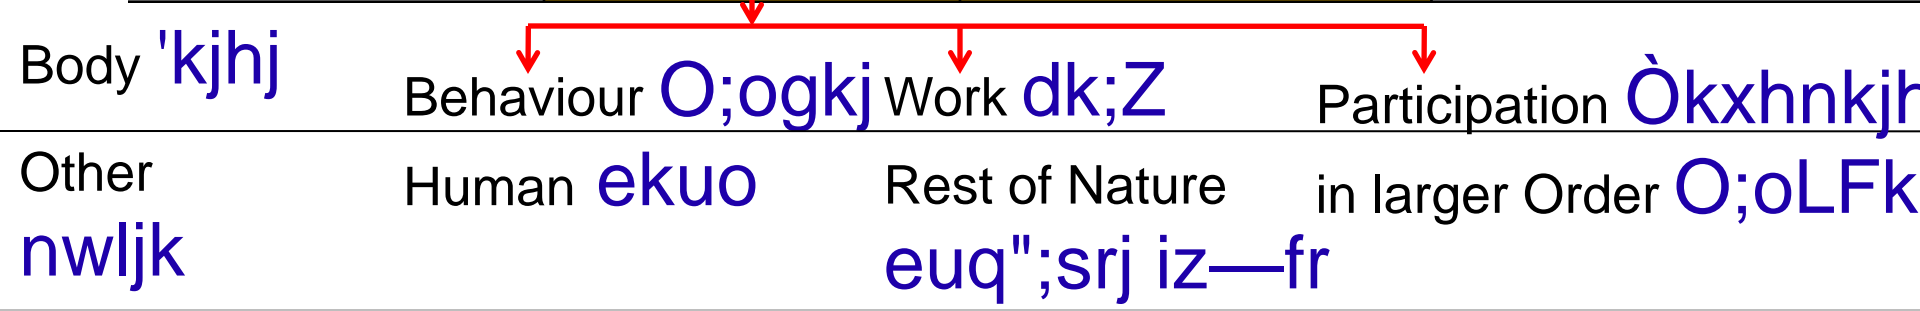 Body 'kjhj
Behaviour O;ogkj Work dk;Z Participation Òkxhnkjh
Other Human ekuo Rest of Nature in larger Order O;oLFkk
nwljk euq";srj iz—fr